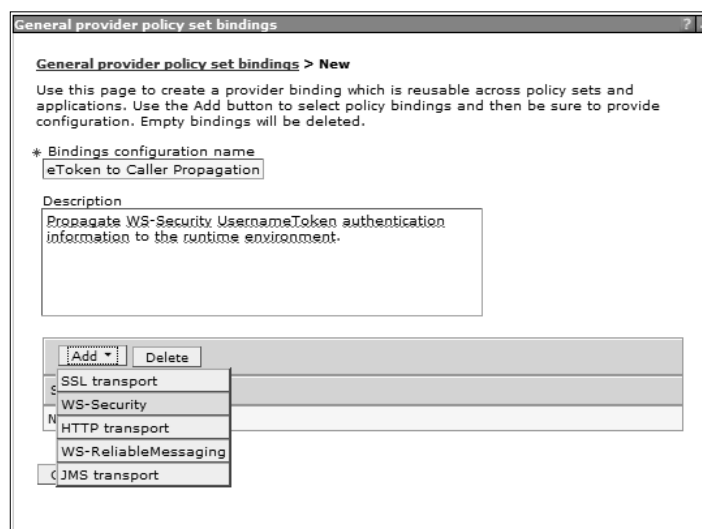 General provider policy set bindings ?
General provider policy set bindings > New
Use this page to create a provider binding which is reusable across policy sets and
applications. Use the Add button to select policy bindings and then be sure to provide
configuration. Empty bindings will be deleted.
* Bindings configuration name
eToken to Caller Propagation
Description
Propagate WS-Security UsernameToken authentication
information to the runtime environment.
Add Delete
SSL transport
WS-Security
HTTP transport
WS-ReliableMessaging
JMS transport